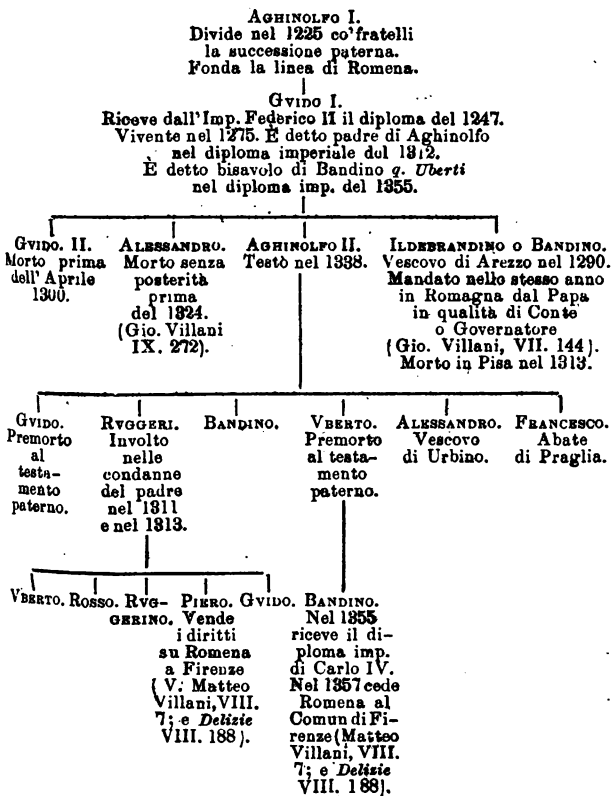 AGHINOLFO I.
Divide nel 1225 co' fratelli
la successione paterna.
Fonda la linea di Romena.
GVIDO I.
Riceve dall'Imp. Federico II il diploma del 1247.
Vivente nel 1275. È detto padre di Aghinolfo
nel diploma imperiale del 1312.
È detto bisavolo di Bandino q. Uberti
nel diploma imp. del 1355.
GVIDO. II.
Morto prima
dell'Aprile
1300.
ALESSANDRO.
Morto senza
posterità
prima
del 1324.
(Gio. Villani
IX. 272).
AGHINOLFO II.
Testò nel 1338.
ILDEBRANDINO O BANDINO.
Vescovo di Arezzo nel 1290.
Mandato nello stesso anno
in Romagna dal Papa
in qualità di Conte
o Governatore
(Gio. Villani, VII. 144).
Morto in Pisa nel 1313.
GVIDO.
Premorto
al
testa-
mento
paterno.
RVGGERI.
Involto
nelle
condanne
del padre
nel 1311
e nel 1313.
BANDINO.
VBERTO.
Premorto
al testa-
mento
paterno.
ALESSANDRO.
Vescovo
di Urbino.
FRANCESCO.
Abate
di Praglia.
VBERTO.
ROSSO.
RVG-
GERINO.
PIERO.
Vende
i diritti
su Romena
a Firenze
(V. Matteo
Villani, VIII.
7; e Delizie
VIII. 188).
GVIDO.
BANDINO.
Nel 1355
riceve il di-
ploma imp.
di Carlo IV.
Nel 1357 cede
Romena al
Comun di Fi-
renze (Matteo
Villani, VIII.
7; e Delizie
VIII. 188).